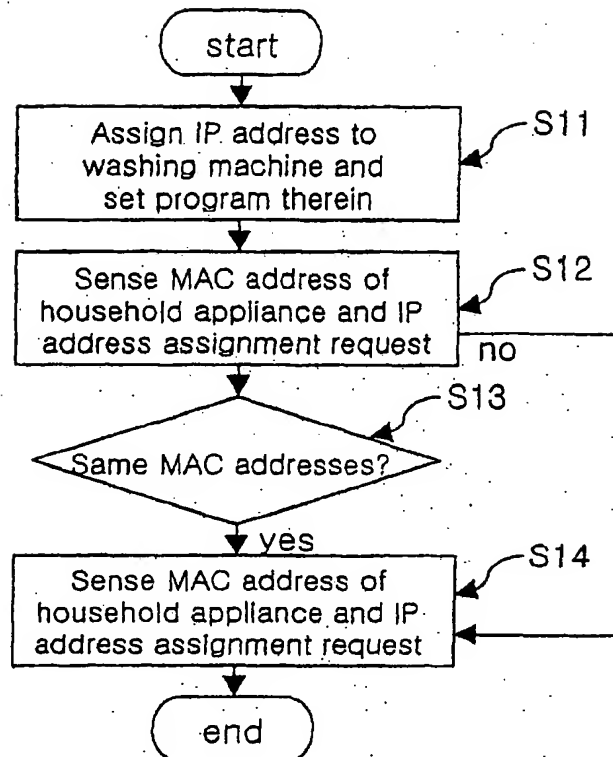 start
Assign IP address to
washing machine and
set program therein
S11
Sense MAC address of
household appliance and IP
address assignment request
S12
no
Same MAC addresses?
S13
yes
Sense MAC address of
household appliance and IP
address assignment request
S14
end